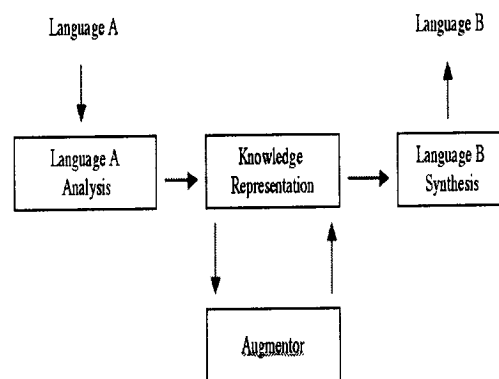 Language A
Language B
Language A
Analysis
Knowledge
Representation
Language B
Synthesis
Augmentor